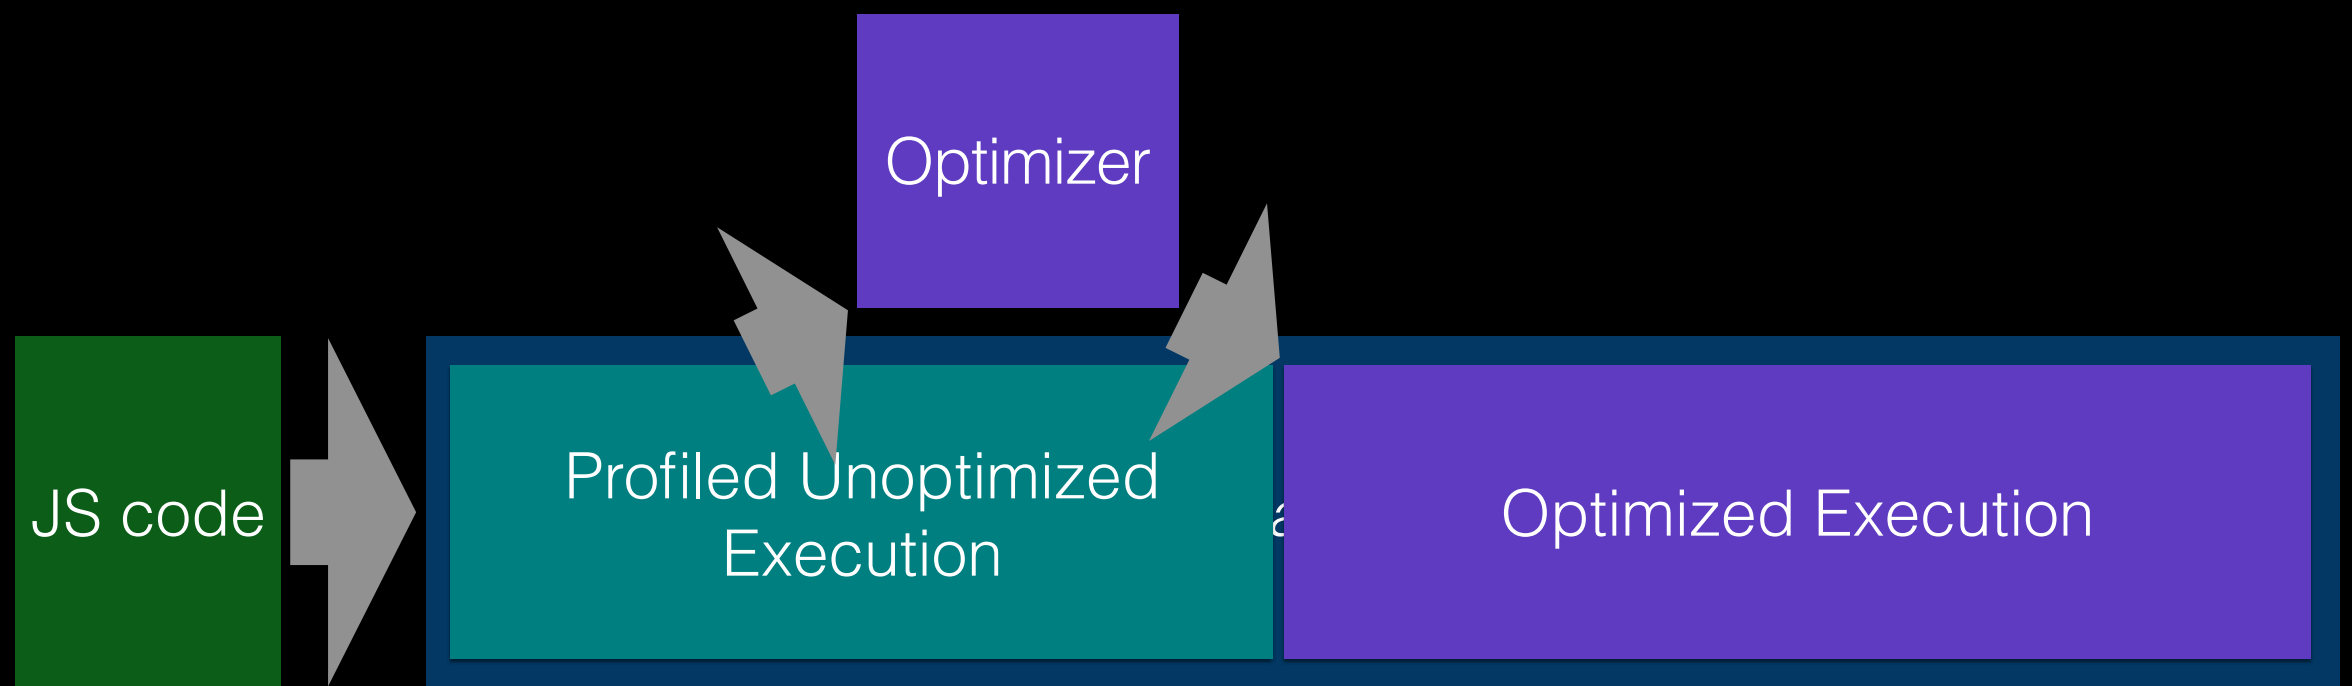 Optimizer
JS code
Profiled Unoptimized
Execution
Optimized Execution